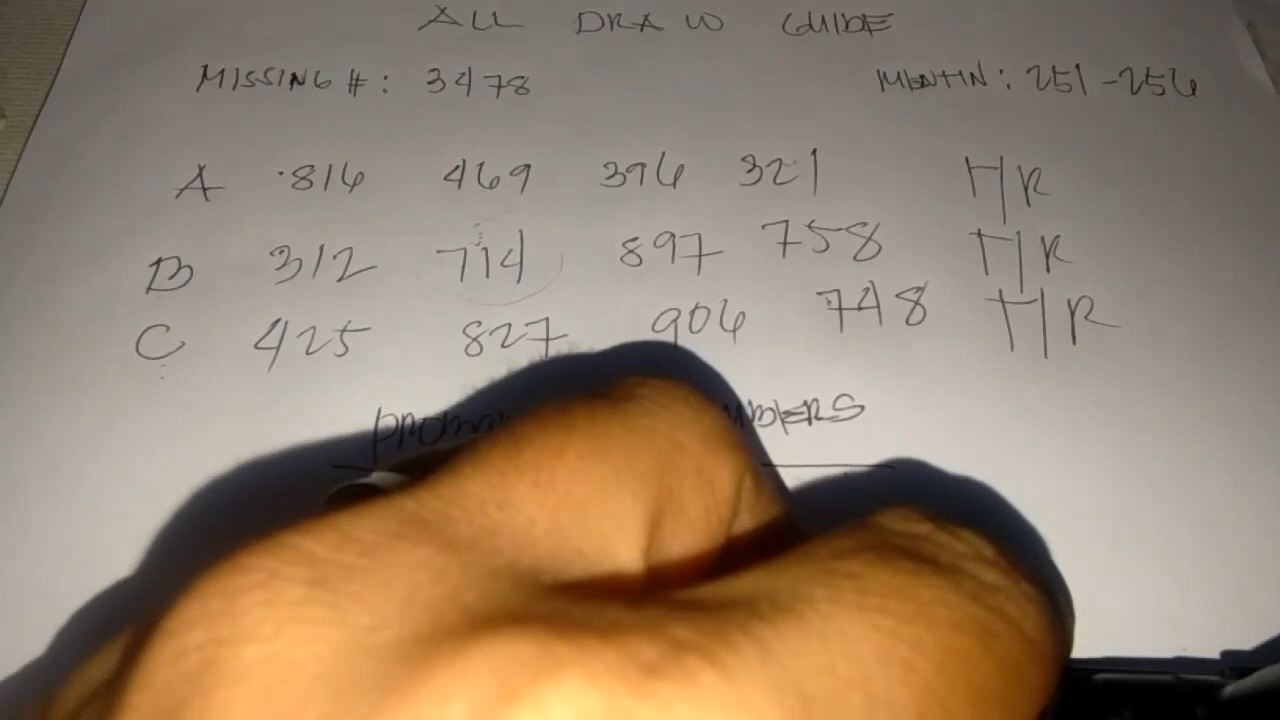 ALL DRAW GUIDE
MISSING #: 3478 MENTIN: 251-256
A 816 469 396 321 T/R
B 312 714 897 758 T/R
C 425 827 906 748 T/R